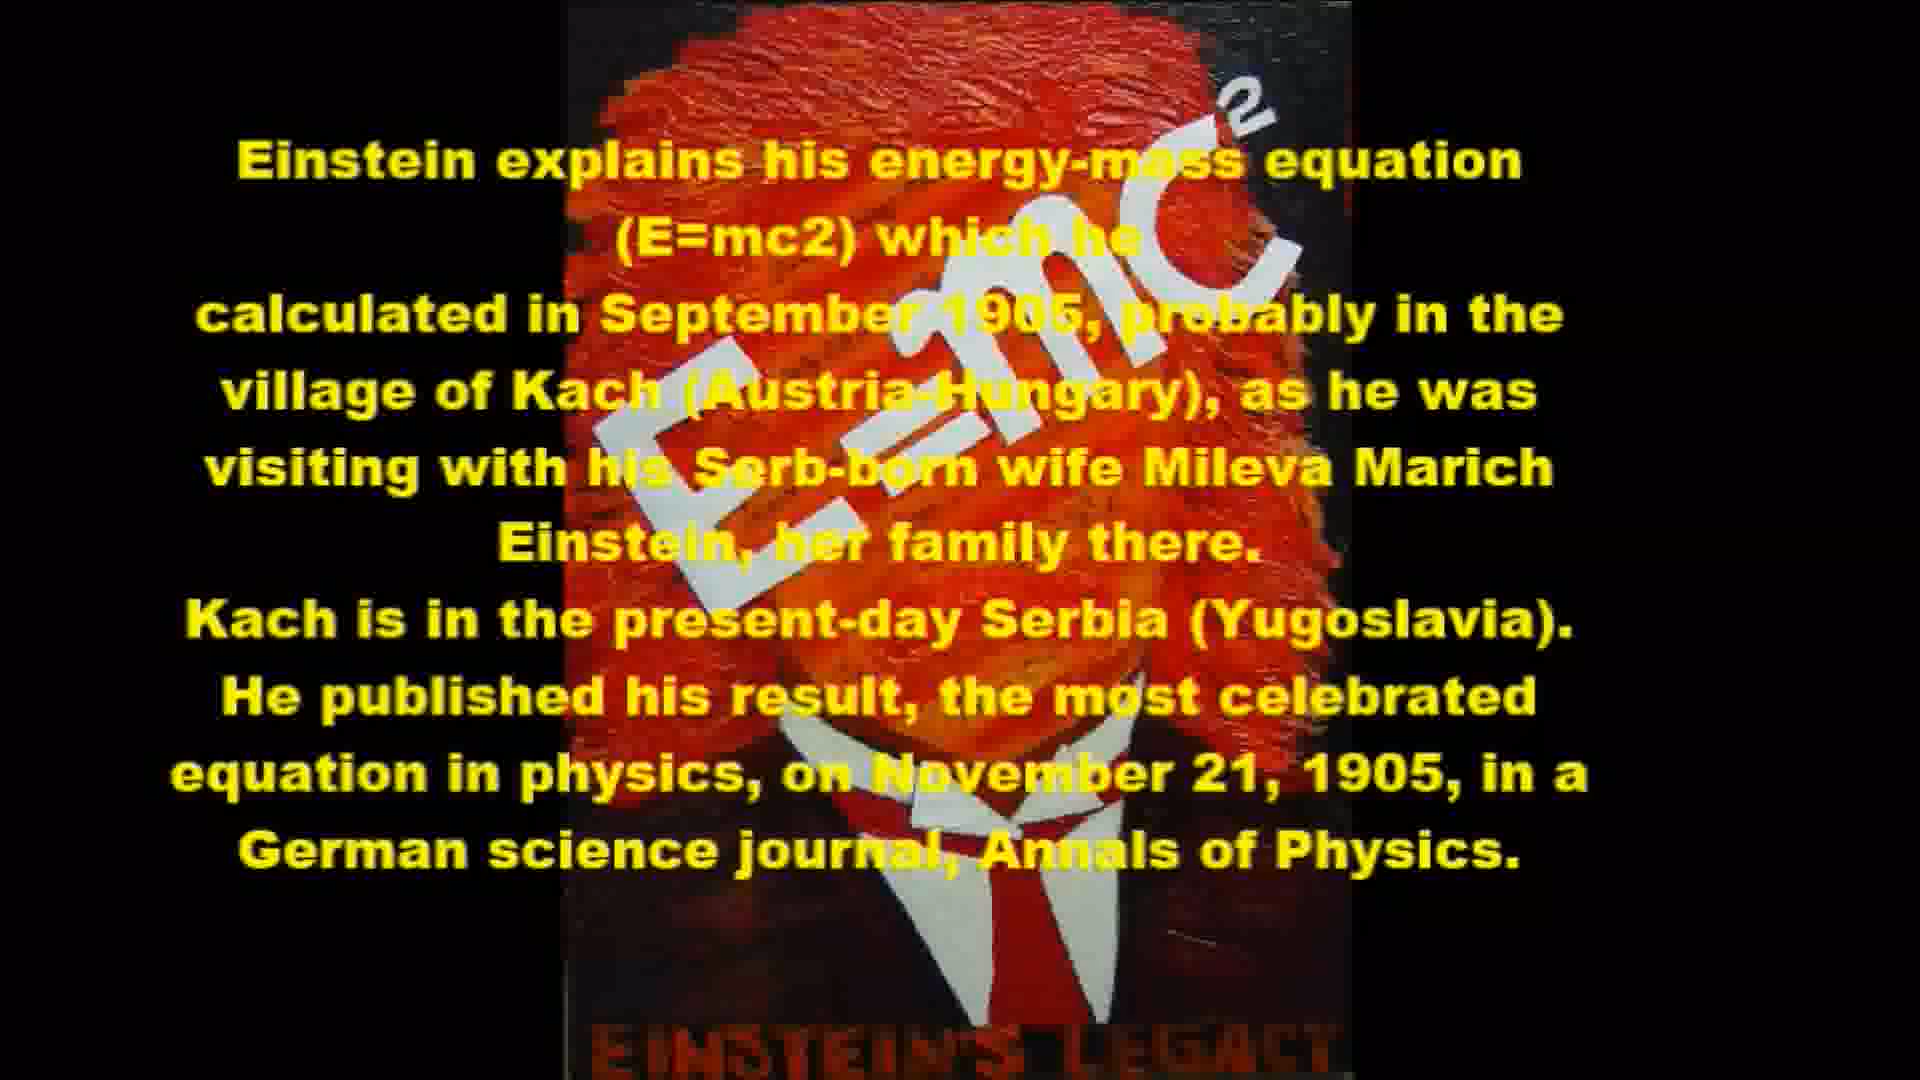 Einstein explains his energy-mass equation
(E=mc2) which he
calculated in September 1905, probably in the
village of Kach (Austria-Hungary), as he was
visiting with his Serb-born wife Mileva Marich
Einstein, her family there.
Kach is in the present-day Serbia (Yugoslavia).
He published his result, the most celebrated
equation in physics, on November 21, 1905, in a
German science journal, Annals of Physics.
E=mc²
EINSTEIN'S LEGACY